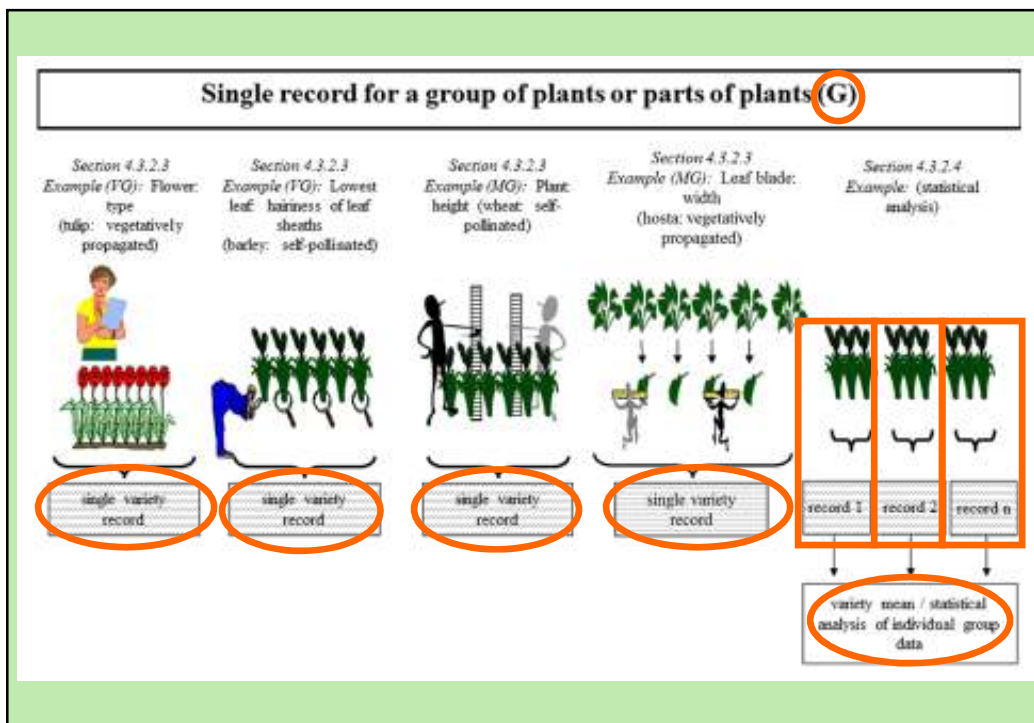 Single record for a group of plants or parts of plants (G)
Section 4.3.2.3
Example (VG): Flower:
type
(tulip: vegetatively
propagated)
Section 4.3.2.3
Example (VG): Lowest
leaf: hairiness of leaf
sheaths
(barley: self-pollinated)
Section 4.3.2.3
Example (MG): Plant:
height (wheat: self-
pollinated)
Section 4.3.2.3
Example (MG): Leaf blade:
width
(hosta: vegetatively
propagated)
Section 4.3.2.4
Example: (statistical
analysis)
single variety
record
single variety
record
single variety
record
single variety
record
record 1
record 2
record n
variety mean / statistical
analysis of individual group
data